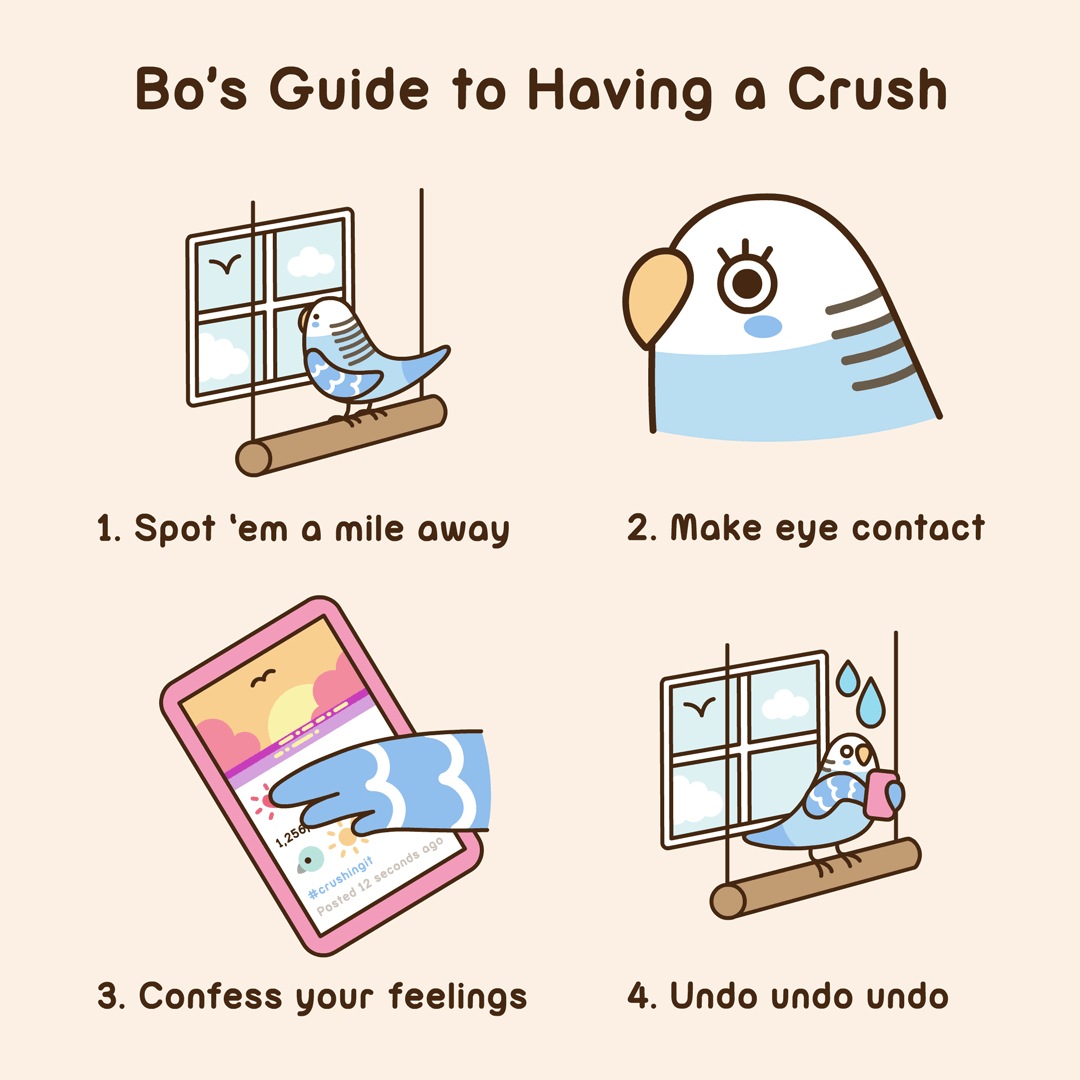 Bo's Guide to Having a Crush
1. Spot 'em a mile away
2. Make eye contact
1,256
#crushingit
Posted 12 seconds ago
3. Confess your feelings
4. Undo undo undo